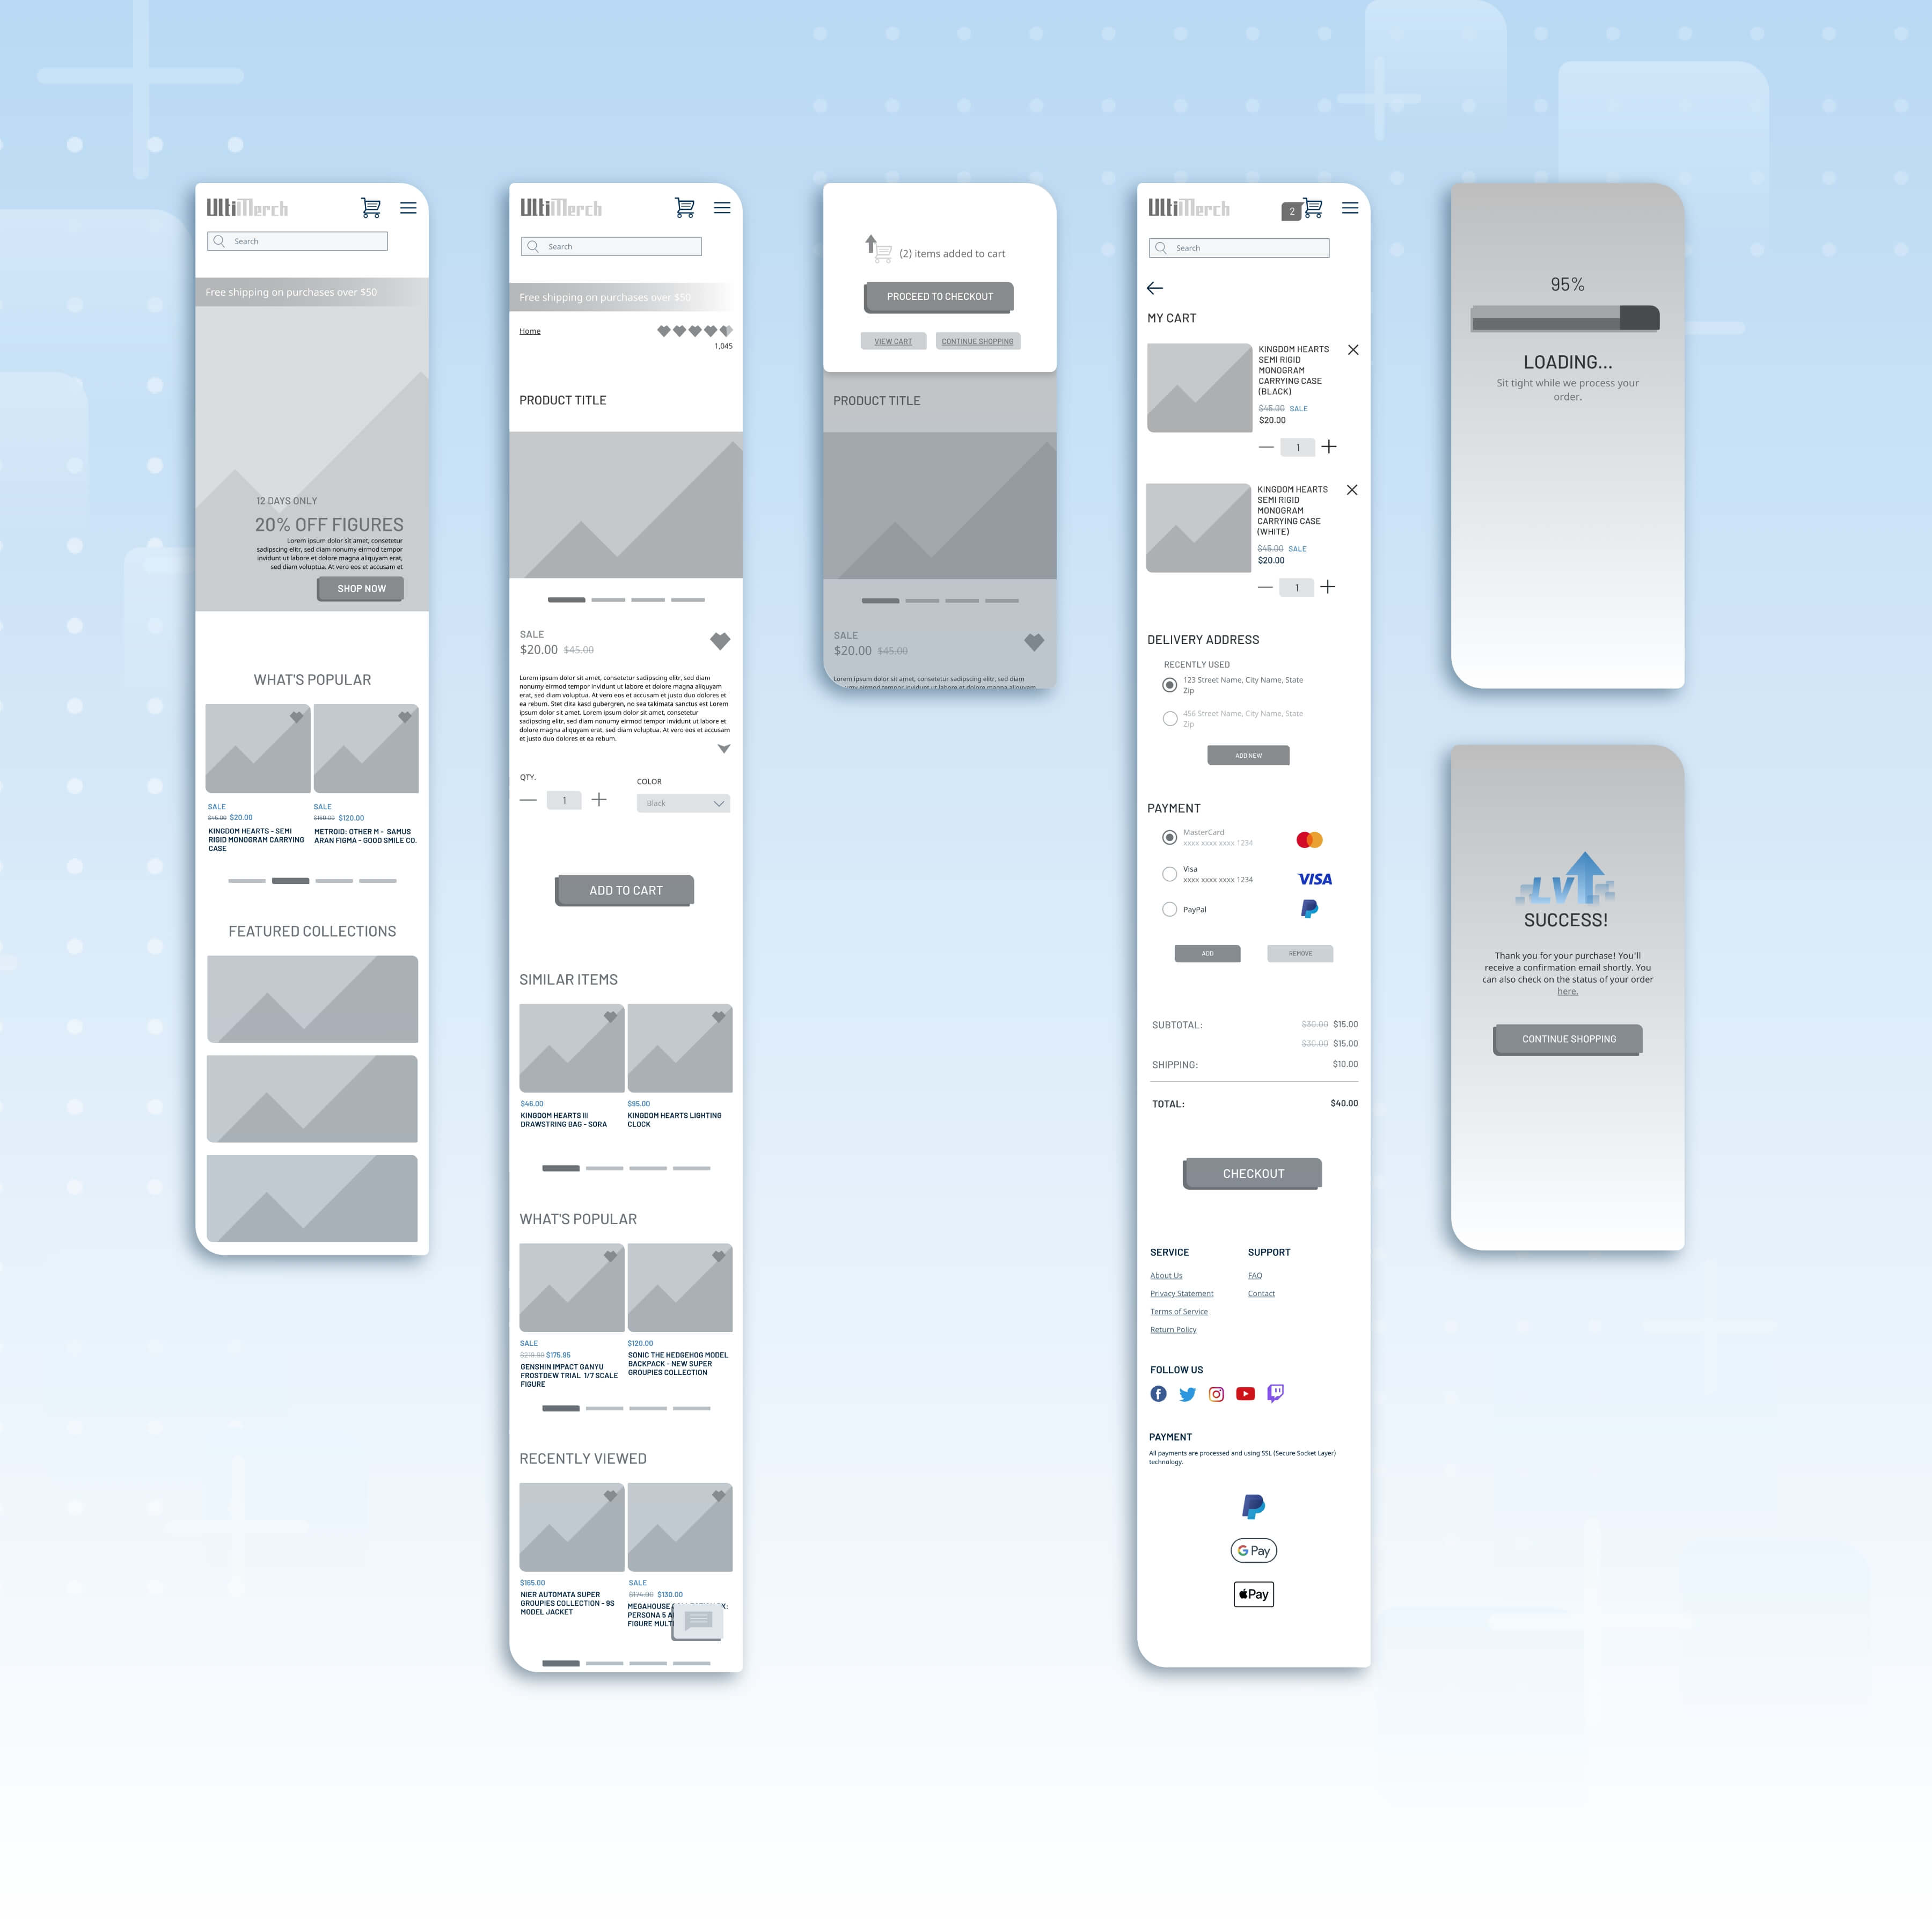 UltiMerch
Search
Free shipping on purchases over $50
12 DAYS ONLY
20% OFF FIGURES
Lorem ipsum dolor sit amet, consetetur
sadipscing elitr, sed diam nonumy eirmod tempor
invidunt ut labore et dolore magna aliquyam erat,
sed diam voluptua. At vero eos et accusam et
SHOP NOW
WHAT'S POPULAR
SALE
$45.00 $20.00
KINGDOM HEARTS - SEMI
RIGID MONOGRAM CARRYING
CASE
SALE
$120.00
METROID: OTHER M - SAMUS
ARAN FIGMA - GOOD SMILE CO.
FEATURED COLLECTIONS
UltiMerch
Search
Free shipping on purchases over $50
Home
1,045
PRODUCT TITLE
SALE
$20.00 $45.00
Lorem ipsum dolor sit amet, consetetur sadipscing elitr, sed diam
nonumy eirmod tempor invidunt ut labore et dolore magna aliquyam
erat, sed diam voluptua. At vero eos et accusam et justo duo dolores et
ea rebum. Stet clita kasd gubergren, no sea takimata sanctus est Lorem
ipsum dolor sit amet. Lorem ipsum dolor sit amet, consetetur
sadipscing elitr, sed diam nonumy eirmod tempor invidunt ut labore et
dolore magna aliquyam erat, sed diam voluptua. At vero eos et accusam
et justo duo dolores et ea rebum.
QTY.
1
COLOR
Black
ADD TO CART
SIMILAR ITEMS
$46.00
KINGDOM HEARTS III
DRAWSTRING BAG - SORA
$95.00
KINGDOM HEARTS LIGHTING
CLOCK
WHAT'S POPULAR
SALE
$175.95
GENSHIN IMPACT GANYU
FROSTDEW TRIAL 1/7 SCALE
FIGURE
$120.00
SONIC THE HEDGEHOG MODEL
BACKPACK - NEW SUPER
GROUPIES COLLECTION
RECENTLY VIEWED
$165.00
NIER AUTOMATA SUPER
GROUPIES COLLECTION - 9S
MODEL JACKET
SALE
$174.00 $130.00
MEGAHOUSE
PERSONA 5 A
FIGURE MULT
(2) items added to cart
PROCEED TO CHECKOUT
VIEW CART
CONTINUE SHOPPING
PRODUCT TITLE
SALE
$20.00 $45.00
Lorem ipsum dolor sit amet, consetetur sadipscing elitr, sed diam
nonumy eirmod tempor invidunt ut labore et dolore magna aliquyam
UltiMerch
2
Search
MY CART
KINGDOM HEARTS
SEMI RIGID
MONOGRAM
CARRYING CASE
(BLACK)
$45.00 SALE
$20.00
1
KINGDOM HEARTS
SEMI RIGID
MONOGRAM
CARRYING CASE
(WHITE)
$45.00 SALE
$20.00
1
DELIVERY ADDRESS
RECENTLY USED
123 Street Name, City Name, State
Zip
456 Street Name, City Name, State
Zip
ADD NEW
PAYMENT
MasterCard
xxxx xxxx xxxx 1234
Visa
xxxx xxxx xxxx 1234
VISA
PayPal
ADD
REMOVE
SUBTOTAL: $30.00 $15.00
$30.00 $15.00
SHIPPING: $10.00
TOTAL: $40.00
CHECKOUT
SERVICE
About Us
Privacy Statement
Terms of Service
Return Policy
SUPPORT
FAQ
Contact
FOLLOW US
PAYMENT
All payments are processed and using SSL (Secure Socket Layer)
technology.
G Pay
Pay
95%
LOADING...
Sit tight while we process your
order.
LV
SUCCESS!
Thank you for your purchase! You'll
receive a confirmation email shortly. You
can also check on the status of your order
here.
CONTINUE SHOPPING